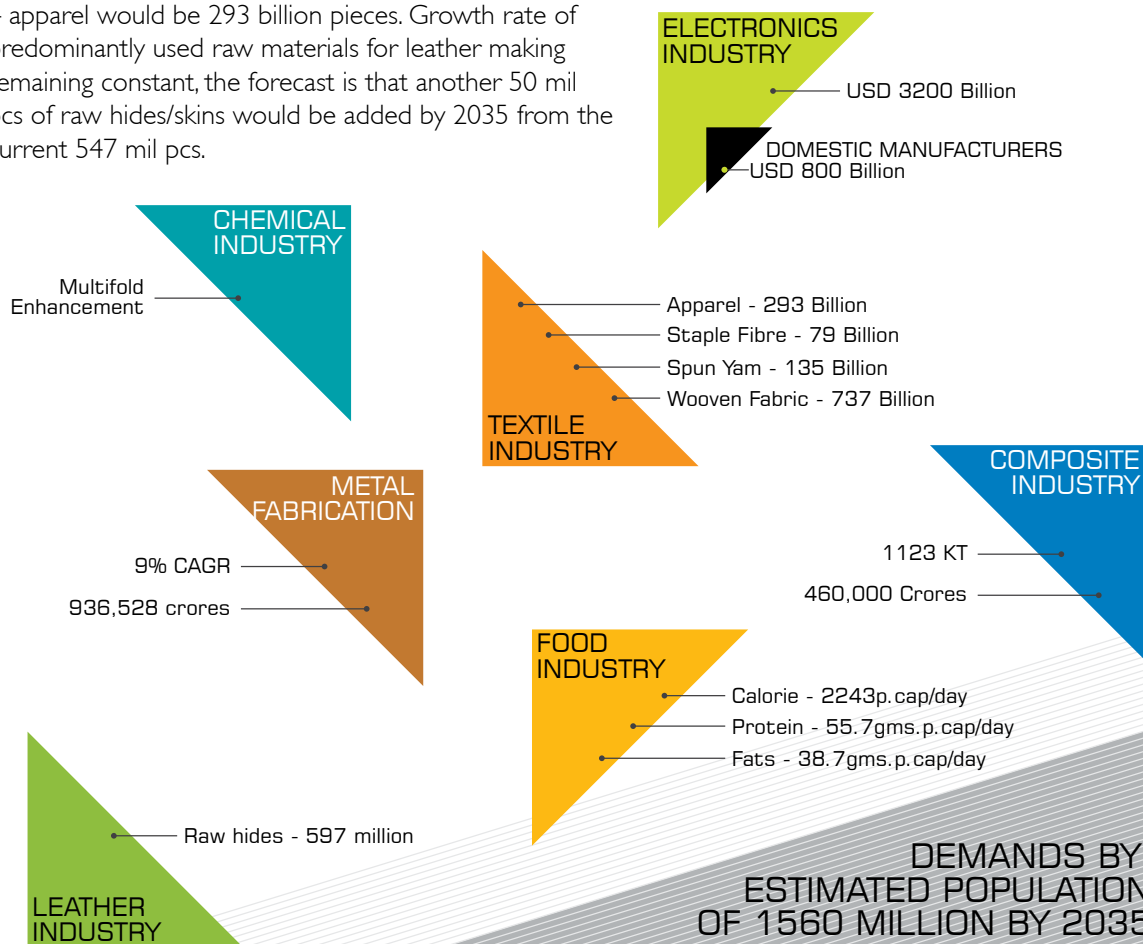 apparel would be 293 billion pieces. Growth rate of
predominantly used raw materials for leather making
remaining constant, the forecast is that another 50 mil
pcs of raw hides/skins would be added by 2035 from the
current 547 mil pcs.
ELECTRONICS
INDUSTRY
USD 3200 Billion
DOMESTIC MANUFACTURERS
USD 800 Billion
CHEMICAL
INDUSTRY
Multifold
Enhancement
Apparel - 293 Billion
Staple Fibre - 79 Billion
Spun Yam - 135 Billion
Wooven Fabric - 737 Billion
TEXTILE
INDUSTRY
METAL
FABRICATION
9% CAGR
936,528 crores
COMPOSITE
INDUSTRY
1123 KT
460,000 Crores
FOOD
INDUSTRY
Calorie - 2243p.cap/day
Protein - 55.7gms.p.cap/day
Fats - 38.7gms.p.cap/day
Raw hides - 597 million
LEATHER
INDUSTRY
DEMANDS BY
ESTIMATED POPULATION
OF 1560 MILLION BY 2035